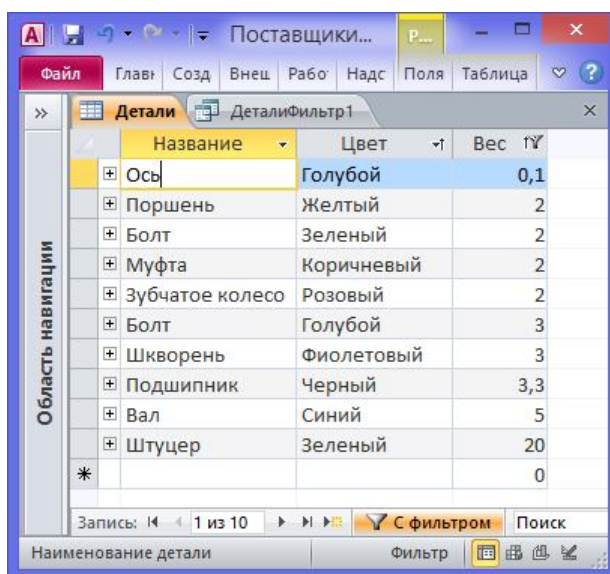 A Поставщики... Р...
Файл Главн Созд Внеш Рабо Надс Поля Таблица
Детали ДеталиФильтр1
Название Цвет Вес
Ось Голубой 0,1
Поршень Желтый 2
Болт Зеленый 2
Муфта Коричневый 2
Зубчатое колесо Розовый 2
Болт Голубой 3
Шкворень Фиолетовый 3
Подшипник Черный 3,3
Вал Синий 5
Штуцер Зеленый 20
0
Область навигации
Запись: 1 из 10 С фильтром Поиск
Наименование детали Фильтр